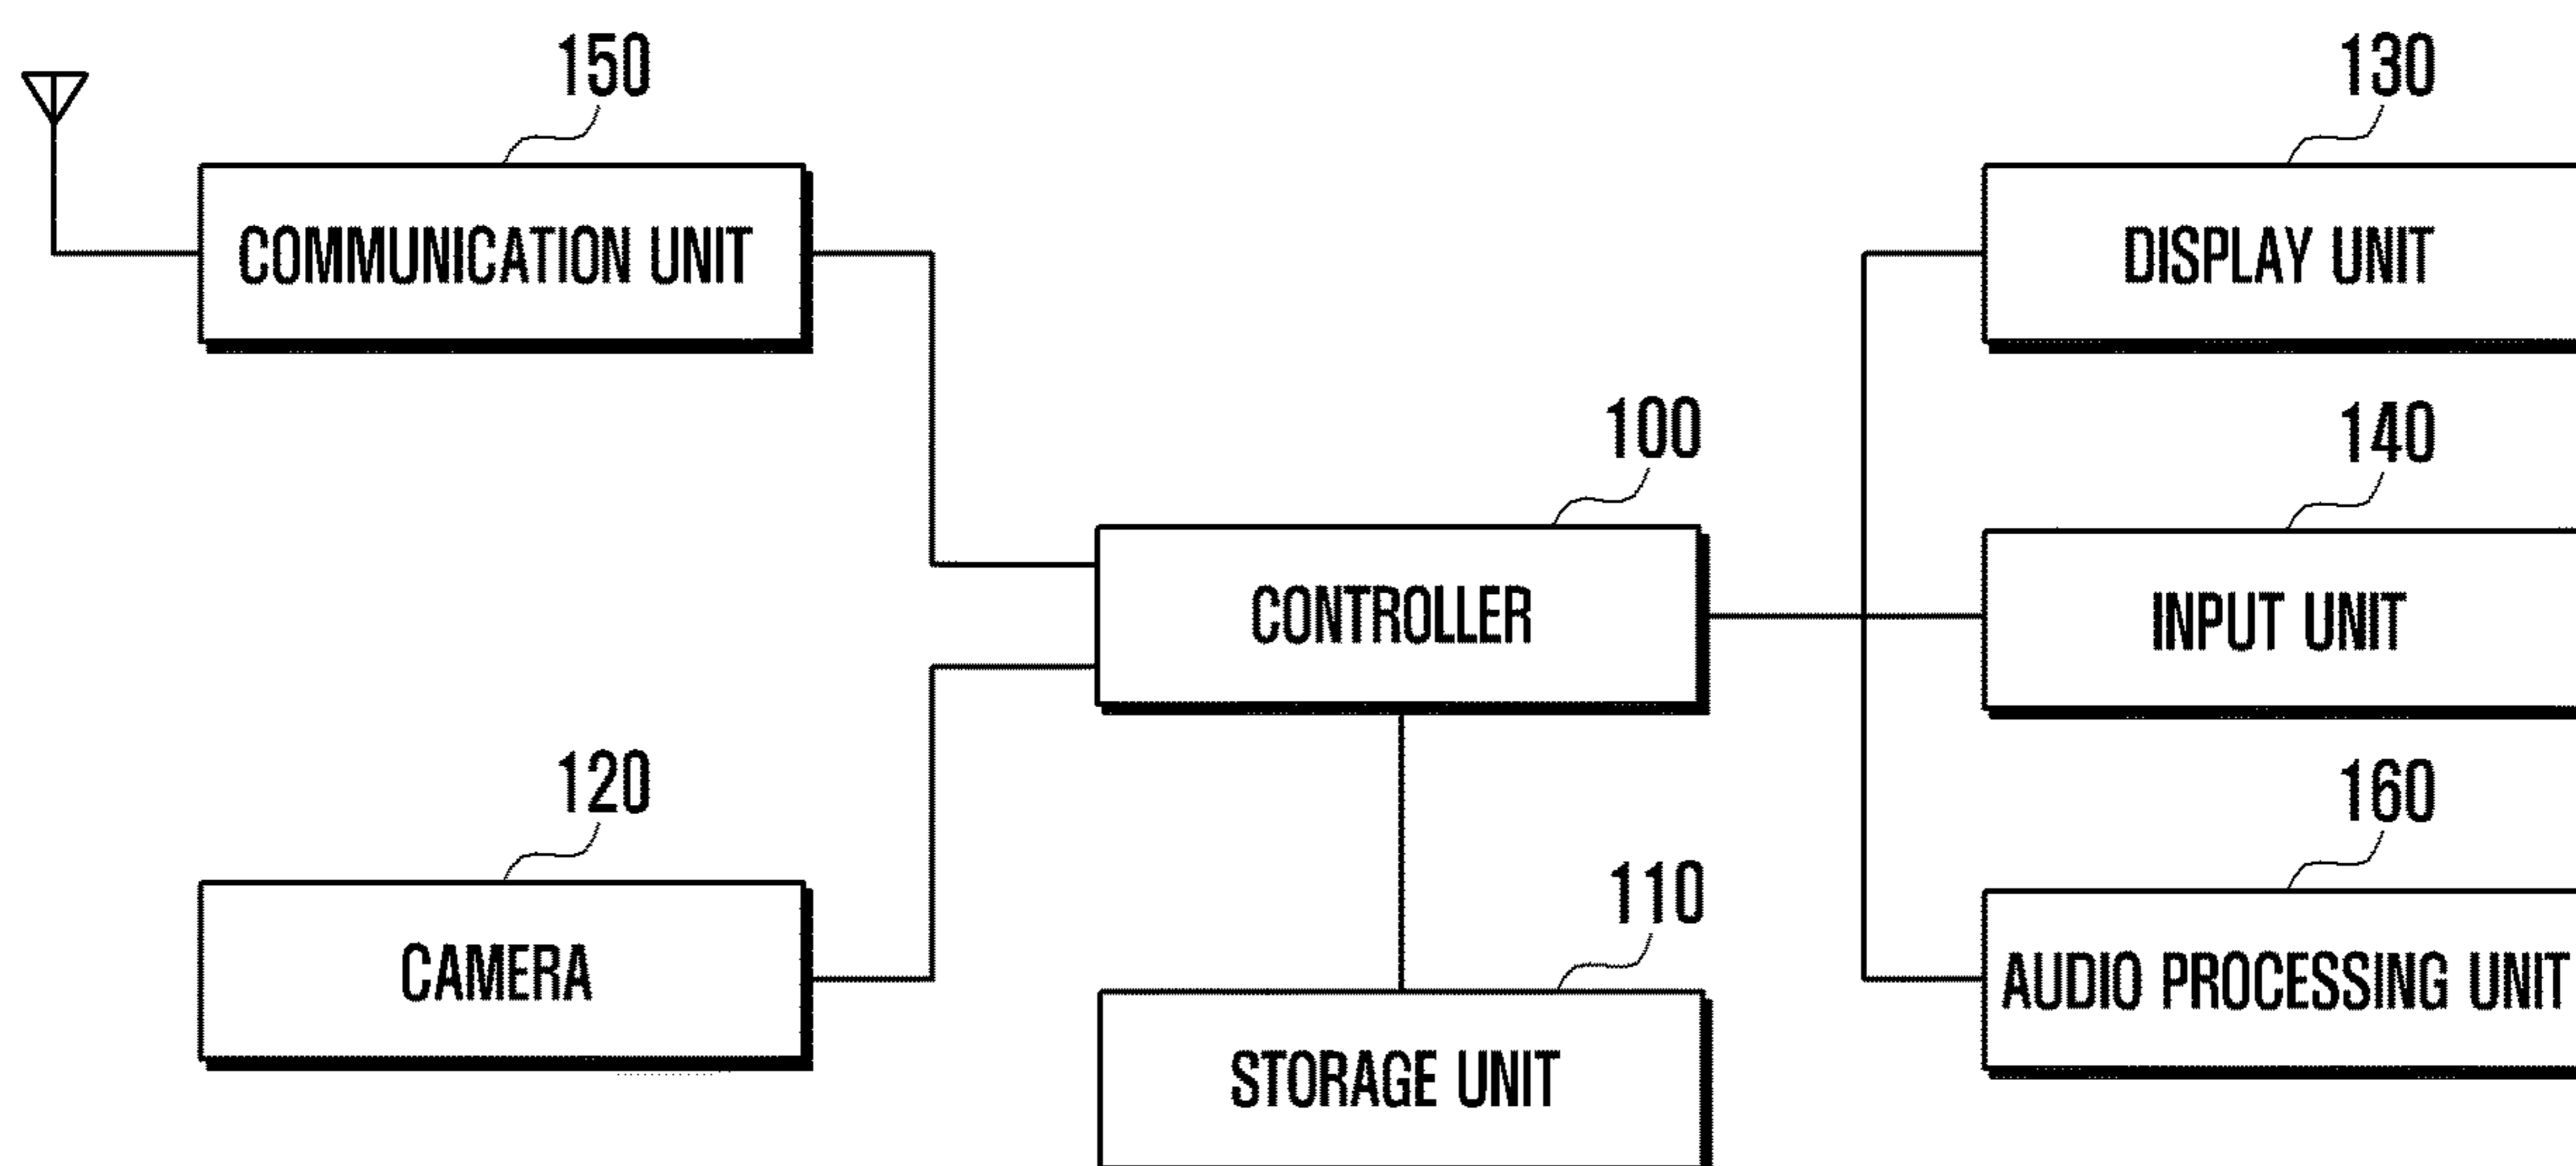 150
COMMUNICATION UNIT
130
DISPLAY UNIT
100
CONTROLLER
140
INPUT UNIT
120
CAMERA
110
STORAGE UNIT
160
AUDIO PROCESSING UNIT